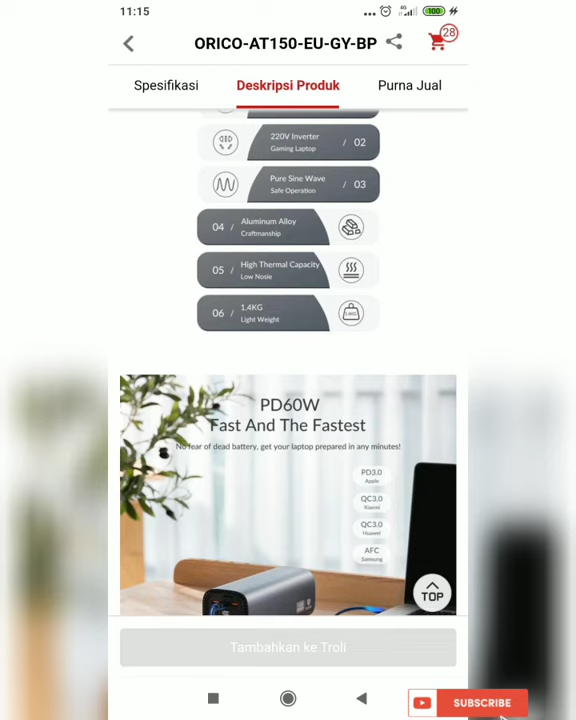 11:15
4G
100
ORICO-AT150-EU-GY-BP
28
Spesifikasi
Deskripsi Produk
Purna Jual
220V Inverter
Gaming Laptop
/ 02
Pure Sine Wave
Safe Operation
/ 03
04 /
Aluminum Alloy
Craftmanship
05 /
High Thermal Capacity
Low Nosie
06 /
1.4KG
Light Weight
PD60W
Fast And The Fastest
No fear of dead battery, get your laptop prepared in any minutes!
PD3.0
Apple
QC3.0
Xiaomi
QC3.0
Huawei
AFC
Samsung
TOP
Tambahkan ke Troli
SUBSCRIBE